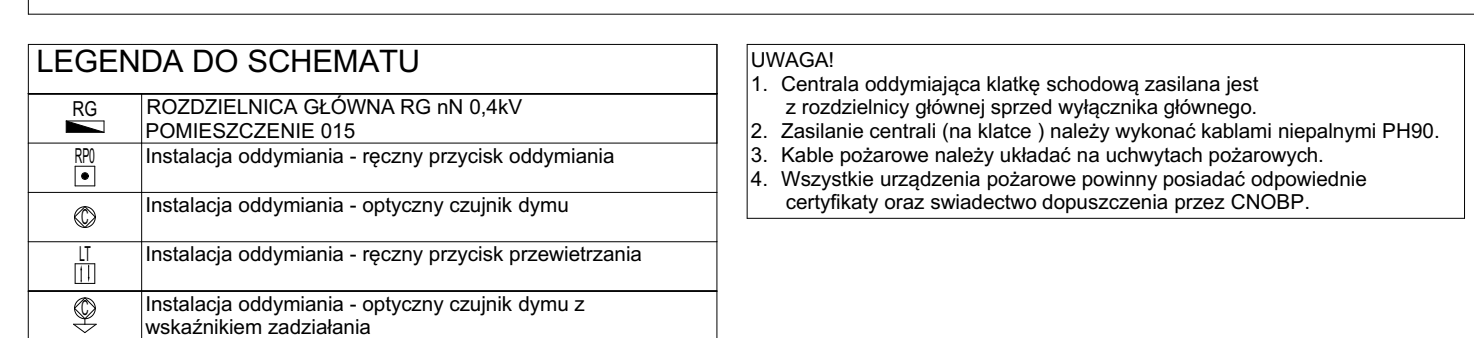 LEGENDA DO SCHEMATU
RG
ROZDZIELNICA GŁÓWNA RG nN 0,4kV
POMIESZCZENIE 015
RP0
Instalacja oddymiania - ręczny przycisk oddymiania
C
Instalacja oddymiania - optyczny czujnik dymu
LT
Instalacja oddymiania - ręczny przycisk przewietrzania
C
Instalacja oddymiania - optyczny czujnik dymu z
wskaźnikiem zadziałania
UWAGA!
1. Centrala oddymiająca klatkę schodową zasilana jest
z rozdzielnicy głównej sprzed wyłącznika głównego.
2. Zasilanie centrali (na klatce ) należy wykonać kablami niepalnymi PH90.
3. Kable pożarowe należy układać na uchwytach pożarowych.
4. Wszystkie urządzenia pożarowe powinny posiadać odpowiednie
certyfikaty oraz swiadectwo dopuszczenia przez CNOBP.